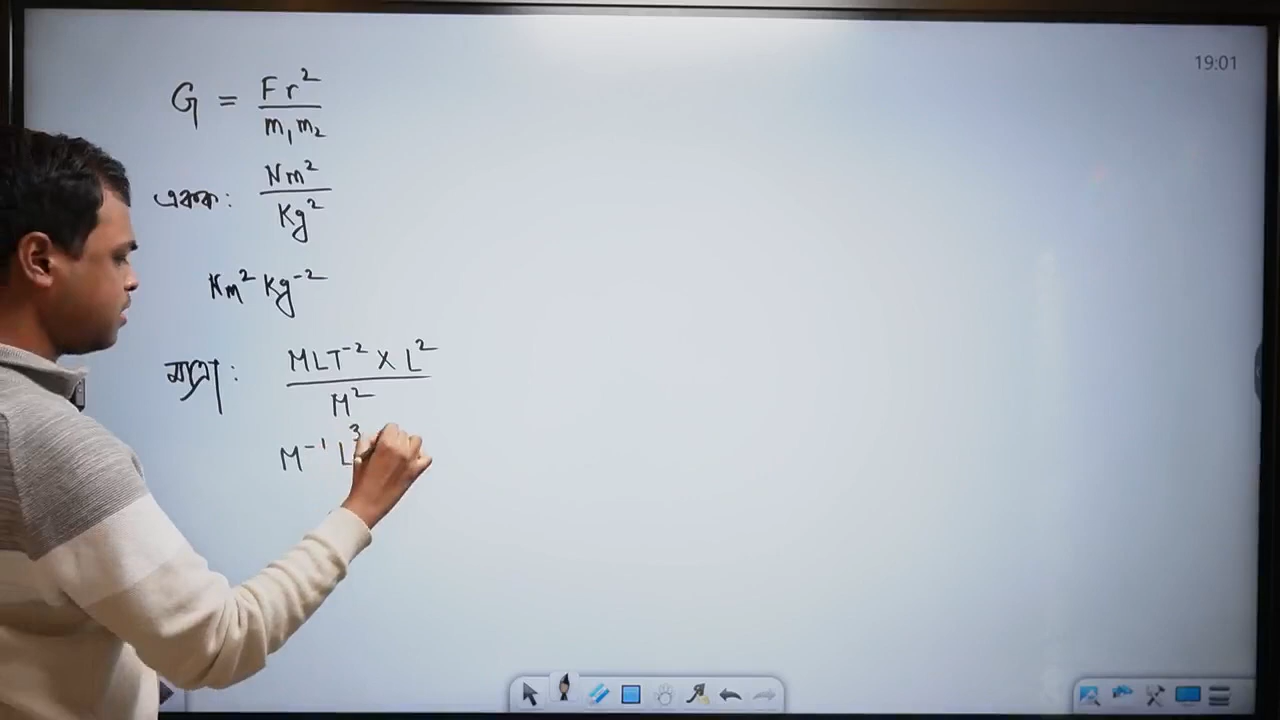 19:01
G = Fr² / m₁m₂
একক: Nm² / Kg²
Nm² Kg⁻²
মাত্রা: MLT⁻² X L² / M²
M⁻¹ L³